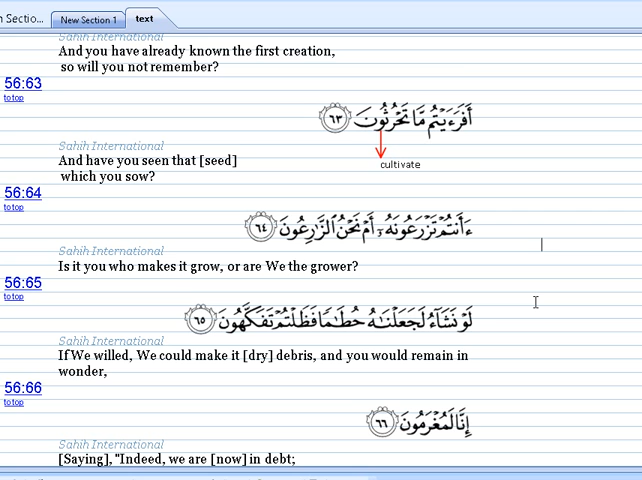 New Section 1
text
Sahih International
And you have already known the first creation,
so will you not remember?
56:63
to top
أَفَرَءَيْتُم مَّا تَحْرُثُونَ ٦٣
cultivate
Sahih International
And have you seen that [seed]
which you sow?
56:64
to top
ءَأَنتُمْ تَزْرَعُونَهُۥٓ أَمْ نَحْنُ ٱلزَّٰرِعُونَ ٦٤
Sahih International
Is it you who makes it grow, or are We the grower?
56:65
to top
لَوْ نَشَآءُ لَجَعَلْنَٰهُ حُطَٰمًا فَظَلْتُمْ تَفَكَّهُونَ ٦٥
Sahih International
If We willed, We could make it [dry] debris, and you would remain in
wonder,
56:66
to top
إِنَّا لَمُغْرَمُونَ ٦٦
Sahih International
[Saying], "Indeed, we are [now] in debt;